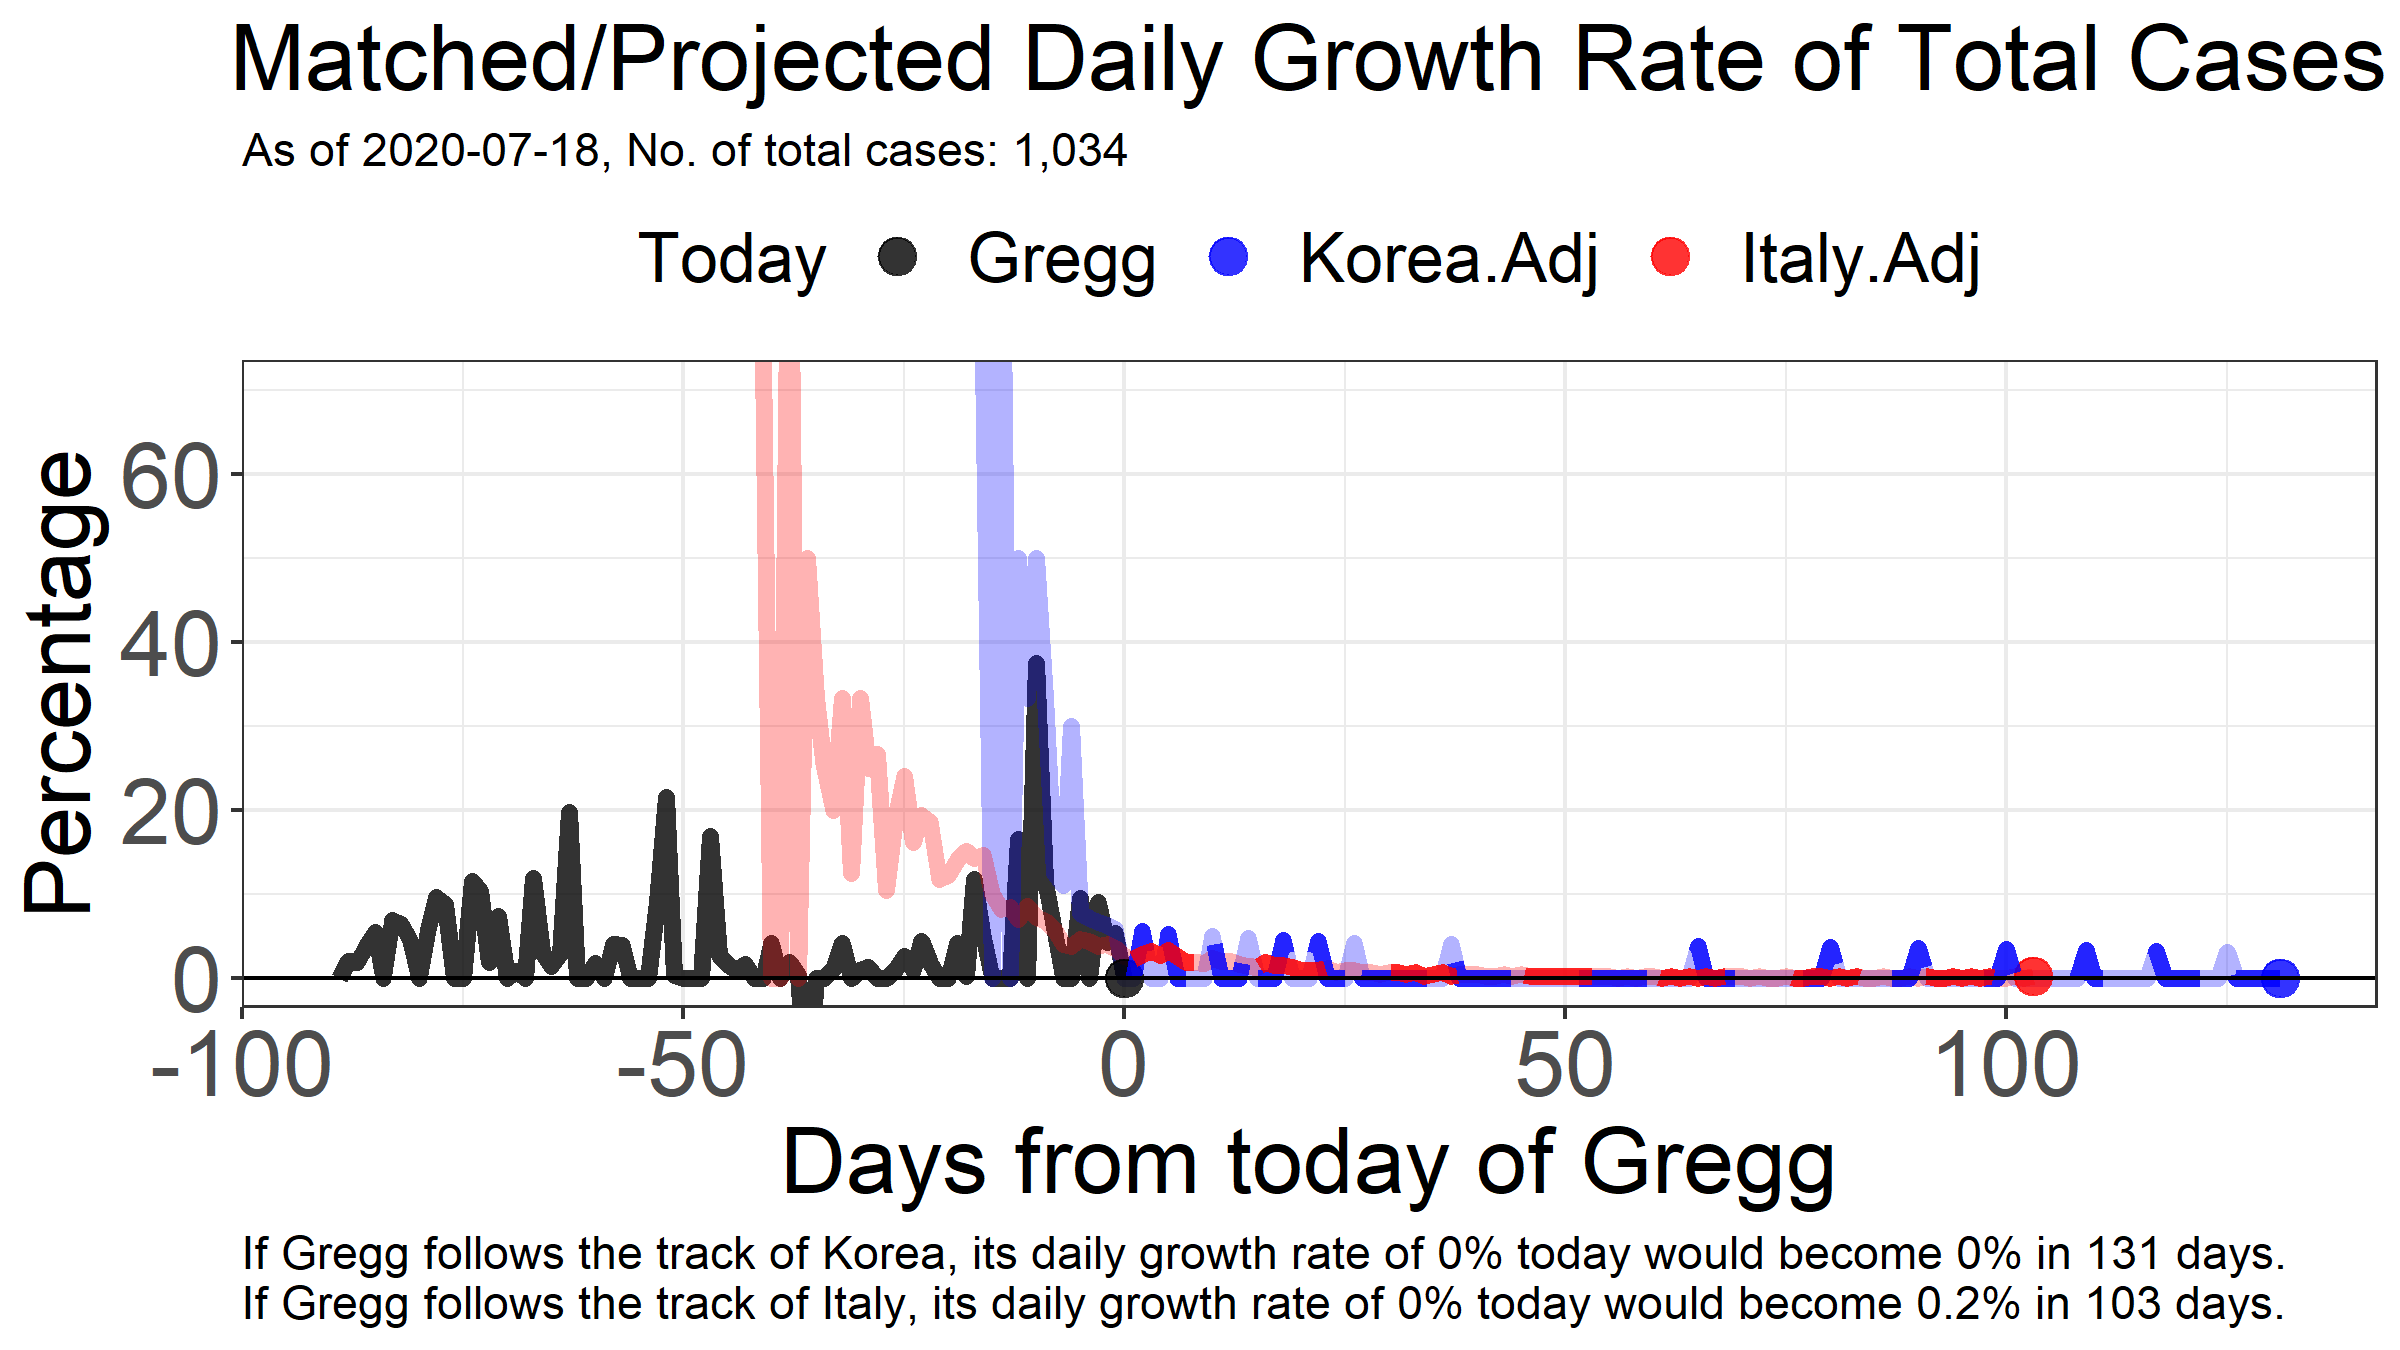 Matched/Projected Daily Growth Rate of Total Cases
As of 2020-07-18, No. of total cases: 1,034
Today Gregg Korea.Adj Italy.Adj
Percentage
60
40
20
0
-100 -50 0 50 100
Days from today of Gregg
If Gregg follows the track of Korea, its daily growth rate of 0% today would become 0% in 131 days.
If Gregg follows the track of Italy, its daily growth rate of 0% today would become 0.2% in 103 days.